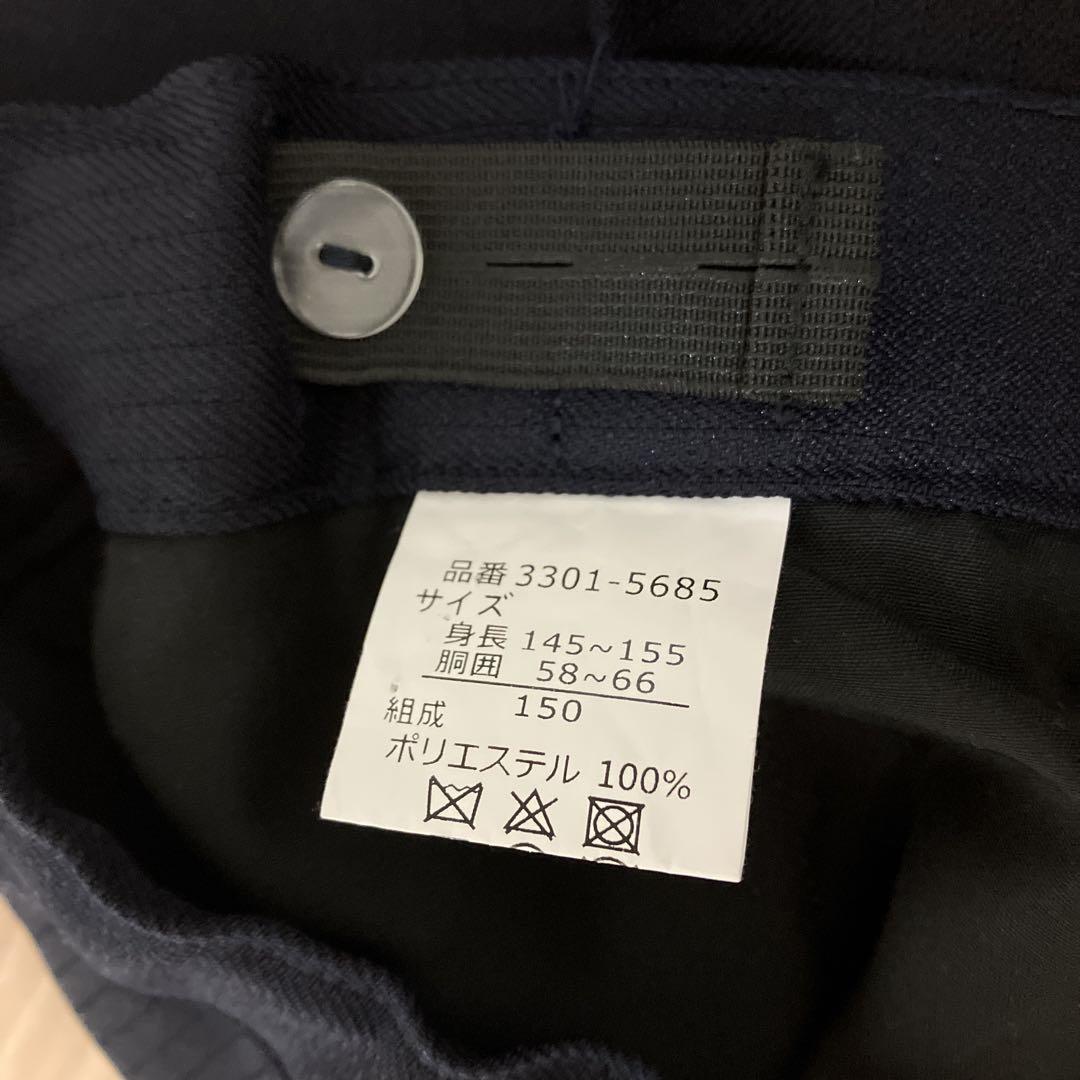 品番 3301-5685
サイズ
身長 145~155
胴囲 58~66
150
組成
ポリエステル 100%